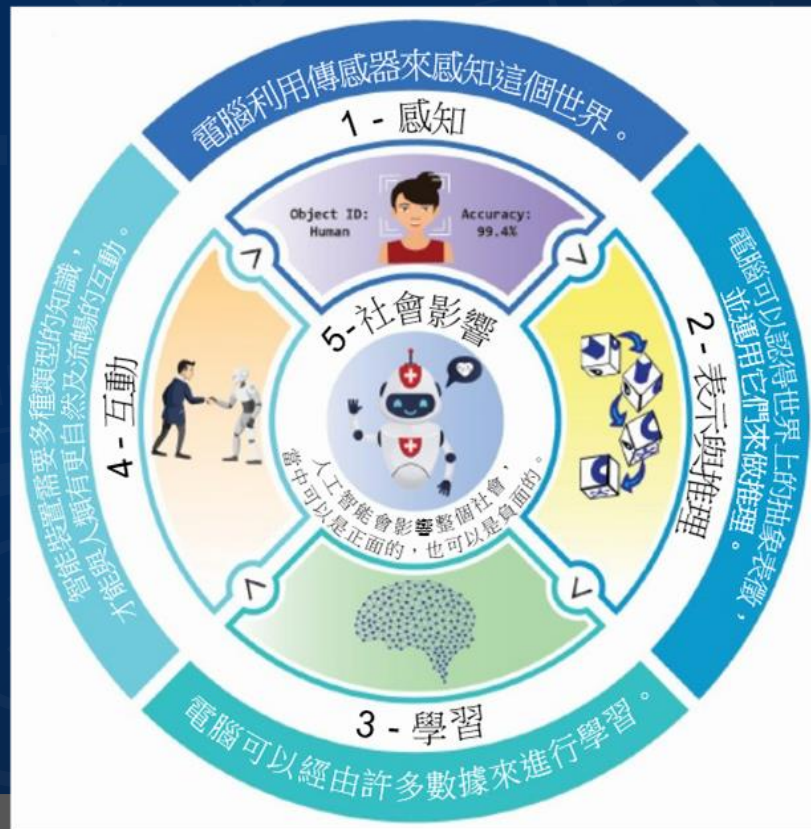 電腦利用傳感器來感知這個世界。
1 - 感知
Object ID:
Human
Accuracy:
99.4%
電腦可以認得世界上的抽象表徵，
並運用它們來做推理。
2 - 表示與推理
3 - 學習
電腦可以經由許多數據來進行學習。
智能裝置需要多種類型的知識，
才能與人類有更自然及流暢的互動。
4 - 互動
5-社會影響
人工智能會影響整個社會，
當中可以是正面的，也可以是負面的。